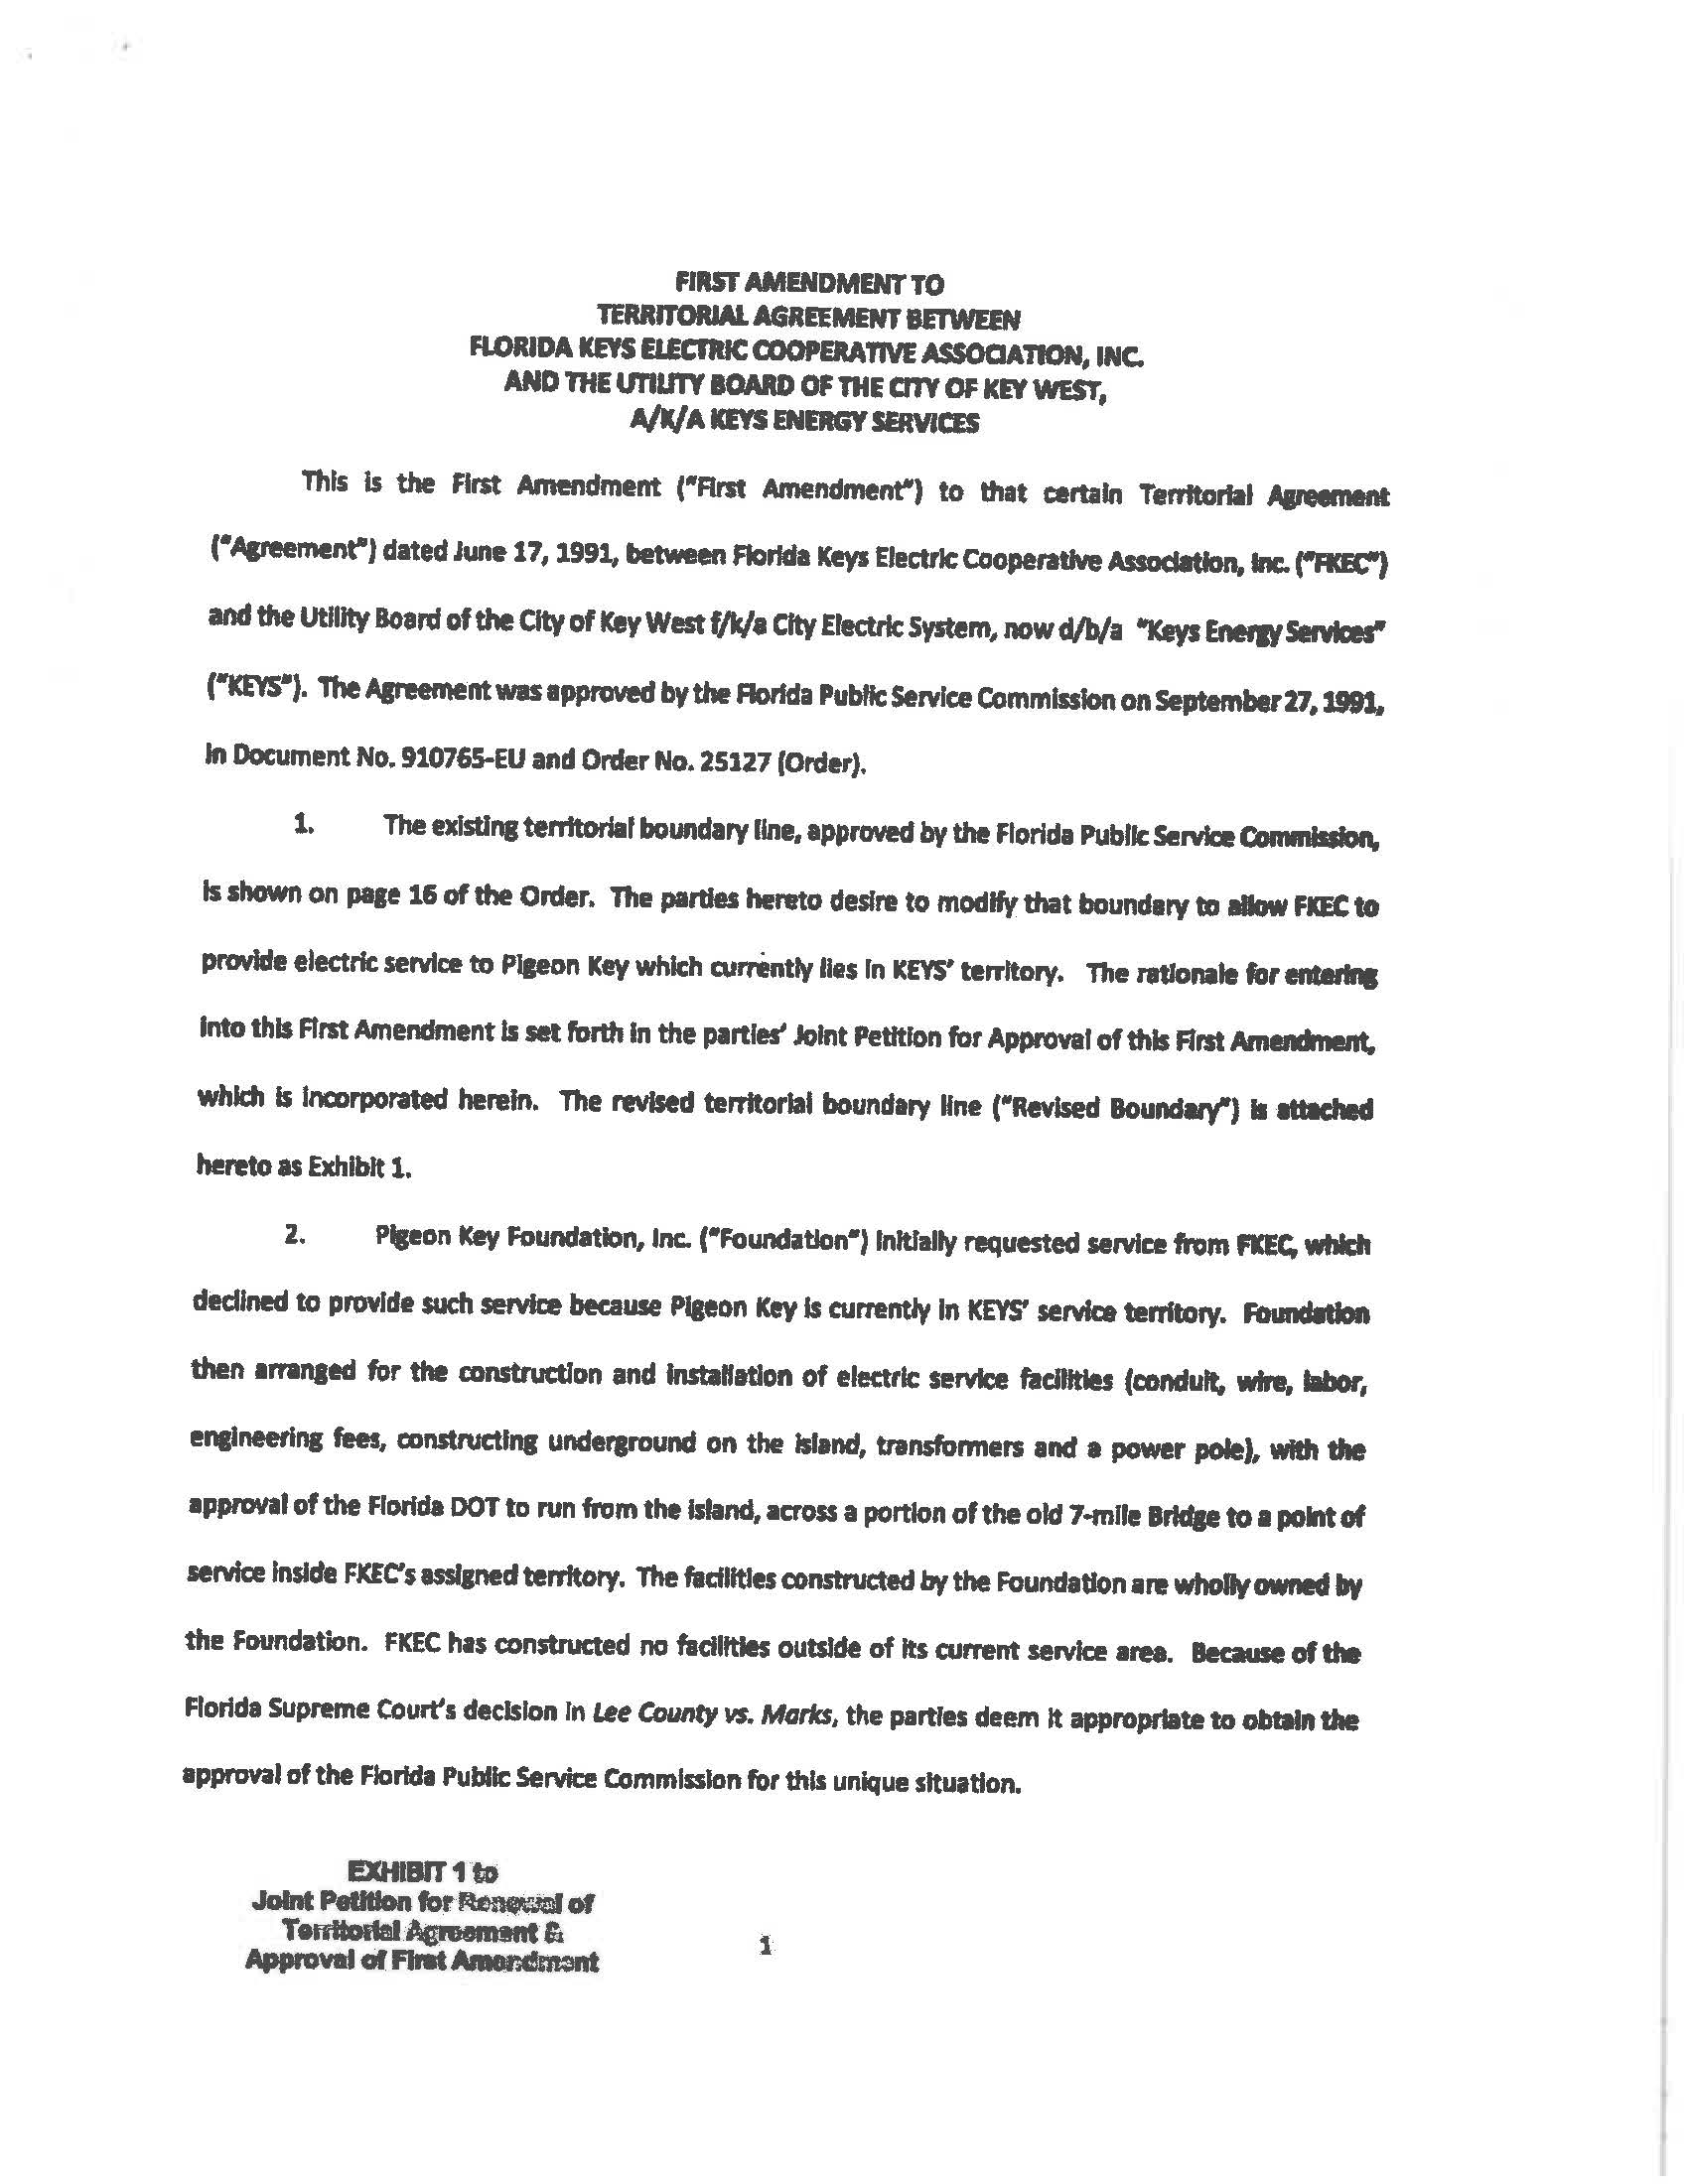 FIRST AMENDMENT TO
TERRITORIAL AGREEMENT BETWEEN
FLORIDA KEYS ELECTRIC COOPERATIVE ASSOCIATION, INC.
AND THE UTILITY BOARD OF THE CITY OF KEY WEST,
A/K/A KEYS ENERGY SERVICES
This is the First Amendment ("First Amendment") to that certain Territorial Agreement
("Agreement") dated June 17, 1991, between Florida Keys Electric Cooperative Association, Inc. ("FKEC")
and the Utility Board of the City of Key West f/k/a City Electric System, now d/b/a "Keys Energy Services"
("KEYS"). The Agreement was approved by the Florida Public Service Commission on September 27, 1991,
in Document No. 910765-EU and Order No. 25127 (Order).
1. The existing territorial boundary line, approved by the Florida Public Service Commission,
is shown on page 16 of the Order. The parties hereto desire to modify that boundary to allow FKEC to
provide electric service to Pigeon Key which currently lies in KEYS' territory. The rationale for entering
into this First Amendment is set forth in the parties' Joint Petition for Approval of this First Amendment,
which is incorporated herein. The revised territorial boundary line ("Revised Boundary") is attached
hereto as Exhibit 1.
2. Pigeon Key Foundation, Inc. ("Foundation") initially requested service from FKEC, which
declined to provide such service because Pigeon Key is currently in KEYS' service territory. Foundation
then arranged for the construction and installation of electric service facilities (conduit, wire, labor,
engineering fees, constructing underground on the island, transformers and a power pole), with the
approval of the Florida DOT to run from the island, across a portion of the old 7-mile Bridge to a point of
service inside FKEC's assigned territory. The facilities constructed by the Foundation are wholly owned by
the Foundation. FKEC has constructed no facilities outside of its current service area. Because of the
Florida Supreme Court's decision in Lee County vs. Marks, the parties deem it appropriate to obtain the
approval of the Florida Public Service Commission for this unique situation.
EXHIBIT 1 to
Joint Petition for Renewal of
Territorial Agreement &
Approval of First Amendment
1